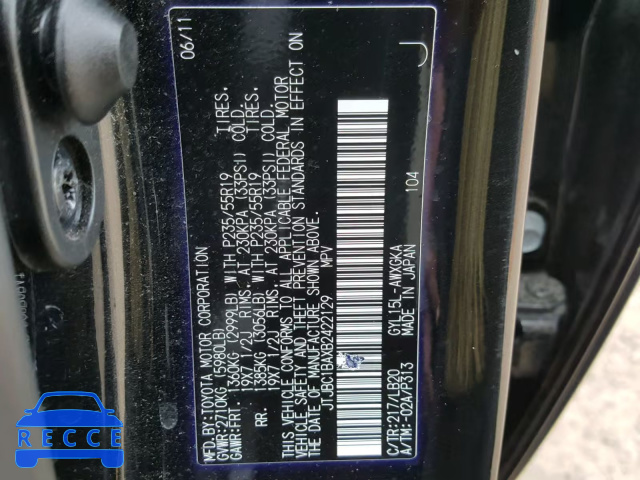 MFD.BY:TOYOTA MOTOR CORPORATION 06/11
GVWR:2710KG (5980LB)
GAWR:FRT. 1360KG (2999LB) WITH P235/55R19 TIRES.
19X7 1/2J RIMS. AT 230KPA (33PSI) COLD.
RR. 1385KG (3056LB) WITH P235/55R19 TIRES.
19X7 1/2J RIMS. AT 230KPA (33PSI) COLD.
THIS VEHICLE CONFORMS TO ALL APPLICABLE FEDERAL MOTOR
VEHICLE SAFETY AND THEFT PREVENTION STANDARDS IN EFFECT ON
THE DATE OF MANUFACTURE SHOWN ABOVE.
JTJBC1BAXB2422129 MPV
C/TR:217/LB20 GYL15L-AWXGKA
A/TM:-02A/P313 MADE IN JAPAN 104
J
RECCE